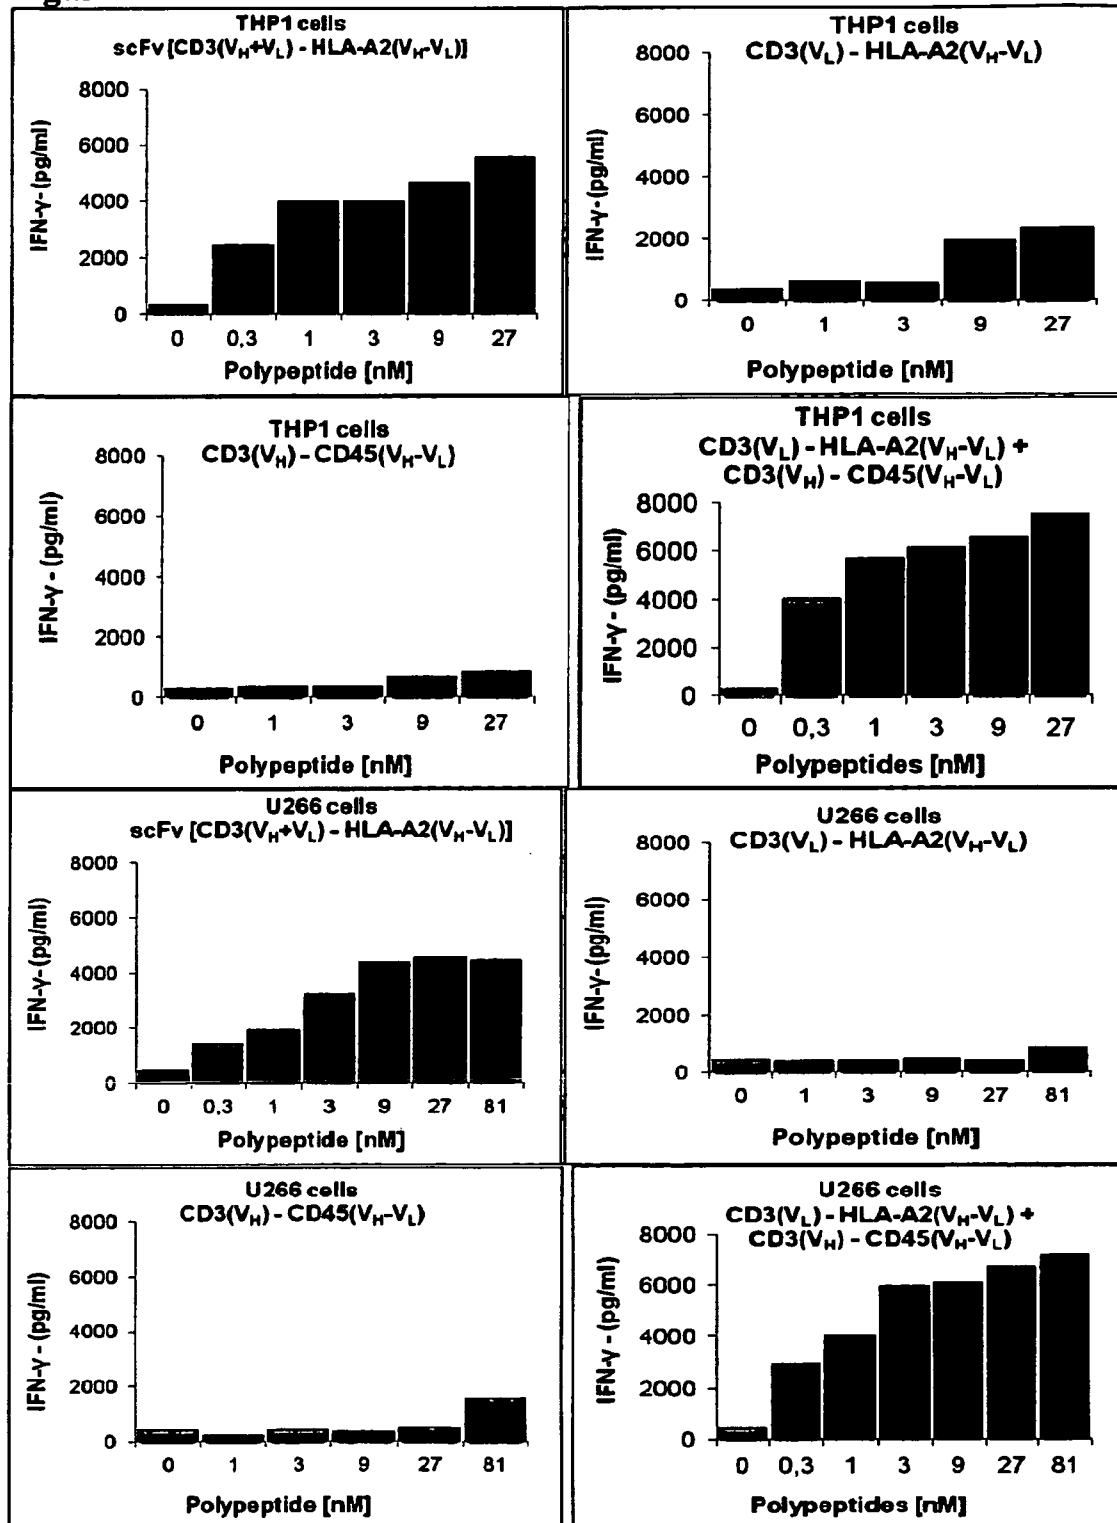 THP1 cells
scFv [CD3(VH+VL) - HLA-A2(VH-VL)]
8000
6000
4000
2000
0
IFN-γ- (pg/ml)
0 0,3 1 3 9 27
Polypeptide [nM]
THP1 cells
CD3(VL) - HLA-A2(VH-VL)
8000
6000
4000
2000
0
IFN-γ- (pg/ml)
0 1 3 9 27
Polypeptide [nM]
THP1 cells
CD3(VH) - CD45(VH-VL)
8000
6000
4000
2000
0
IFN-γ - (pg/ml)
0 1 3 9 27
Polypeptide [nM]
THP1 cells
CD3(VL) - HLA-A2(VH-VL) +
CD3(VH) - CD45(VH-VL)
8000
6000
4000
2000
0
IFN-γ - (pg/ml)
0 0,3 1 3 9 27
Polypeptides [nM]
U266 cells
scFv [CD3(VH+VL) - HLA-A2(VH-VL)]
8000
6000
4000
2000
0
IFN-γ- (pg/ml)
0 0,3 1 3 9 27 81
Polypeptide [nM]
U266 cells
CD3(VL) - HLA-A2(VH-VL)
8000
6000
4000
2000
0
IFN-γ- (pg/ml)
0 1 3 9 27 81
Polypeptide [nM]
U266 cells
CD3(VH) - CD45(VH-VL)
8000
6000
4000
2000
0
IFN-γ - (pg/ml)
0 1 3 9 27 81
Polypeptide [nM]
U266 cells
CD3(VL) - HLA-A2(VH-VL) +
CD3(VH) - CD45(VH-VL)
8000
6000
4000
2000
0
IFN-γ - (pg/ml)
0 0,3 1 3 9 27 81
Polypeptides [nM]